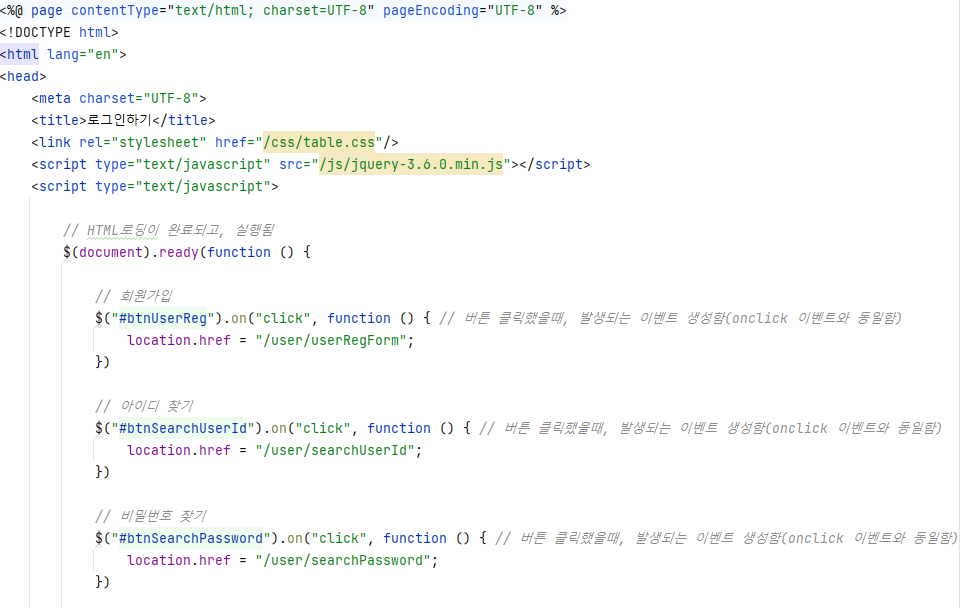 <%@ page contentType="text/html; charset=UTF-8" pageEncoding="UTF-8" %>
<!DOCTYPE html>
<html lang="en">
<head>
    <meta charset="UTF-8">
    <title>로그인하기</title>
    <link rel="stylesheet" href="/css/table.css"/>
    <script type="text/javascript" src="/js/jquery-3.6.0.min.js"></script>
    <script type="text/javascript">

        // HTML로딩이 완료되고, 실행됨
        $(document).ready(function () {

            // 회원가입
            $("#btnUserReg").on("click", function () { // 버튼 클릭했을때, 발생되는 이벤트 생성함(onclick 이벤트와 동일함)
                location.href = "/user/userRegForm";
            })

            // 아이디 찾기
            $("#btnSearchUserId").on("click", function () { // 버튼 클릭했을때, 발생되는 이벤트 생성함(onclick 이벤트와 동일함)
                location.href = "/user/searchUserId";
            })

            // 비밀번호 찾기
            $("#btnSearchPassword").on("click", function () { // 버튼 클릭했을때, 발생되는 이벤트 생성함(onclick 이벤트와 동일함)
                location.href = "/user/searchPassword";
            })